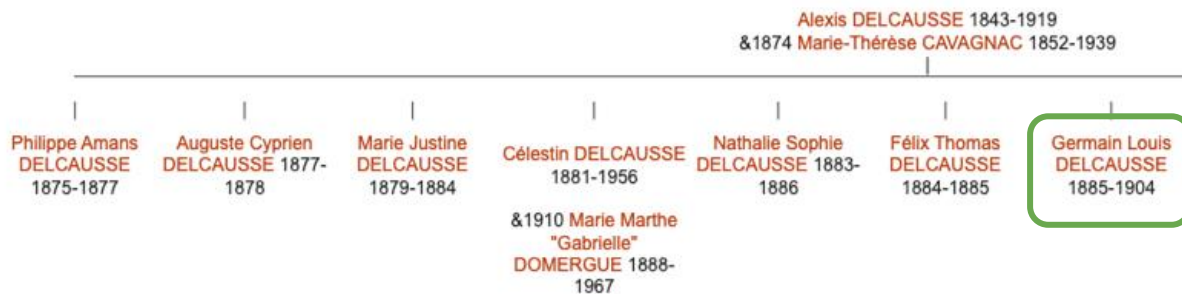 Alexis DELCAUSSE 1843-1919
&1874 Marie-Thérèse CAVAGNAC 1852-1939
Philippe Amans
DELCAUSSE
1875-1877
Auguste Cyprien
DELCAUSSE 1877-
1878
Marie Justine
DELCAUSSE
1879-1884
Célestin DELCAUSSE
1881-1956
&1910 Marie Marthe
"Gabrielle"
DOMERGUE 1888-
1967
Nathalie Sophie
DELCAUSSE 1883-
1886
Félix Thomas
DELCAUSSE
1884-1885
Germain Louis
DELCAUSSE
1885-1904